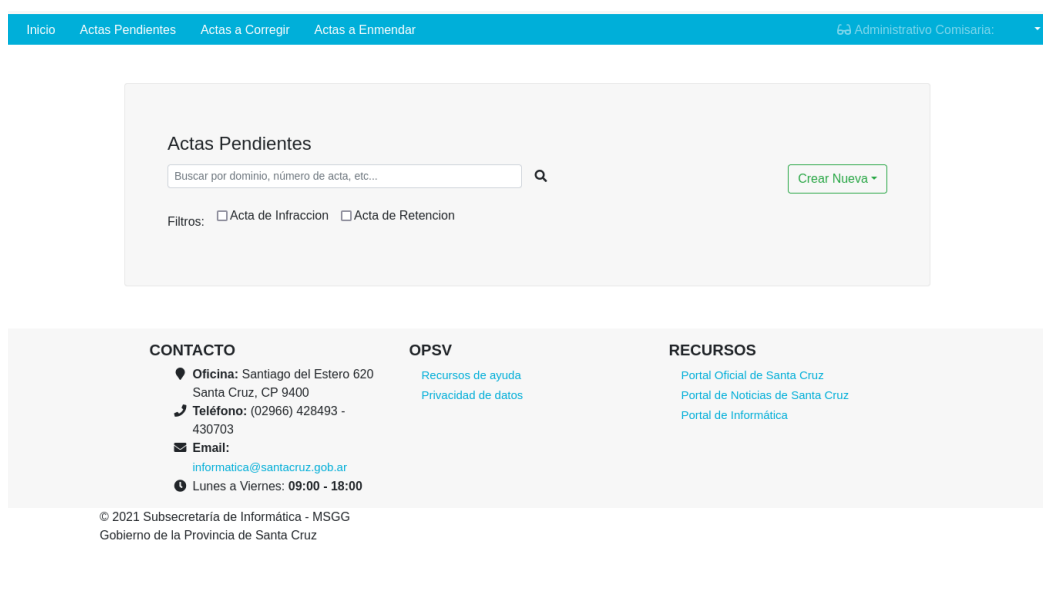 Inicio Actas Pendientes Actas a Corregir Actas a Enmendar Administrativo Comisaria:
Actas Pendientes
Buscar por dominio, número de acta, etc...
Crear Nueva
Filtros: Acta de Infraccion Acta de Retencion
CONTACTO
Oficina: Santiago del Estero 620
Santa Cruz, CP 9400
Teléfono: (02966) 428493 -
430703
Email:
informatica@santacruz.gob.ar
Lunes a Viernes: 09:00 - 18:00
OPSV
Recursos de ayuda
Privacidad de datos
RECURSOS
Portal Oficial de Santa Cruz
Portal de Noticias de Santa Cruz
Portal de Informática
© 2021 Subsecretaría de Informática - MSGG
Gobierno de la Provincia de Santa Cruz